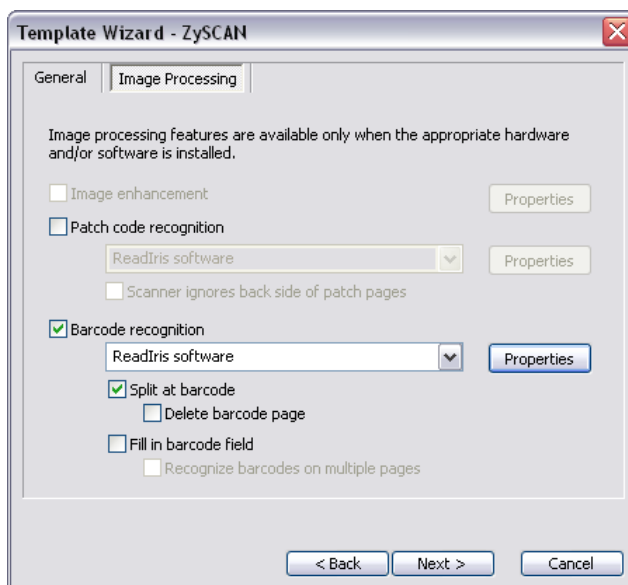 Template Wizard - ZySCAN
General
Image Processing
Image processing features are available only when the appropriate hardware
and/or software is installed.
Image enhancement
Properties
Patch code recognition
ReadIris software
Properties
Scanner ignores back side of patch pages
Barcode recognition
ReadIris software
Properties
Split at barcode
Delete barcode page
Fill in barcode field
Recognize barcodes on multiple pages
< Back
Next >
Cancel